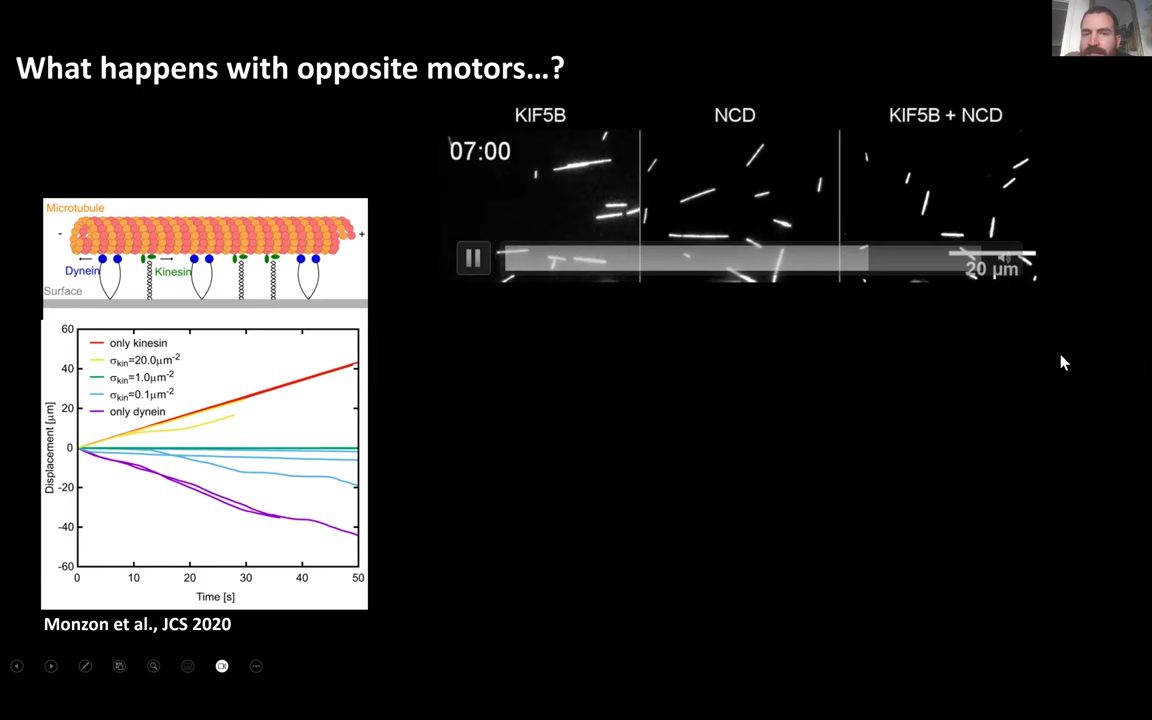 What happens with opposite motors…?
KIF5B
NCD
KIF5B + NCD
07:00
20 µm
Microtubule
-
+
Dynein
Kinesin
Surface
60
40
20
0
-20
-40
-60
Displacement [µm]
only kinesin
σkin=20.0µm-2
σkin=1.0µm-2
σkin=0.1µm-2
only dynein
0 10 20 30 40 50
Time [s]
Monzon et al., JCS 2020